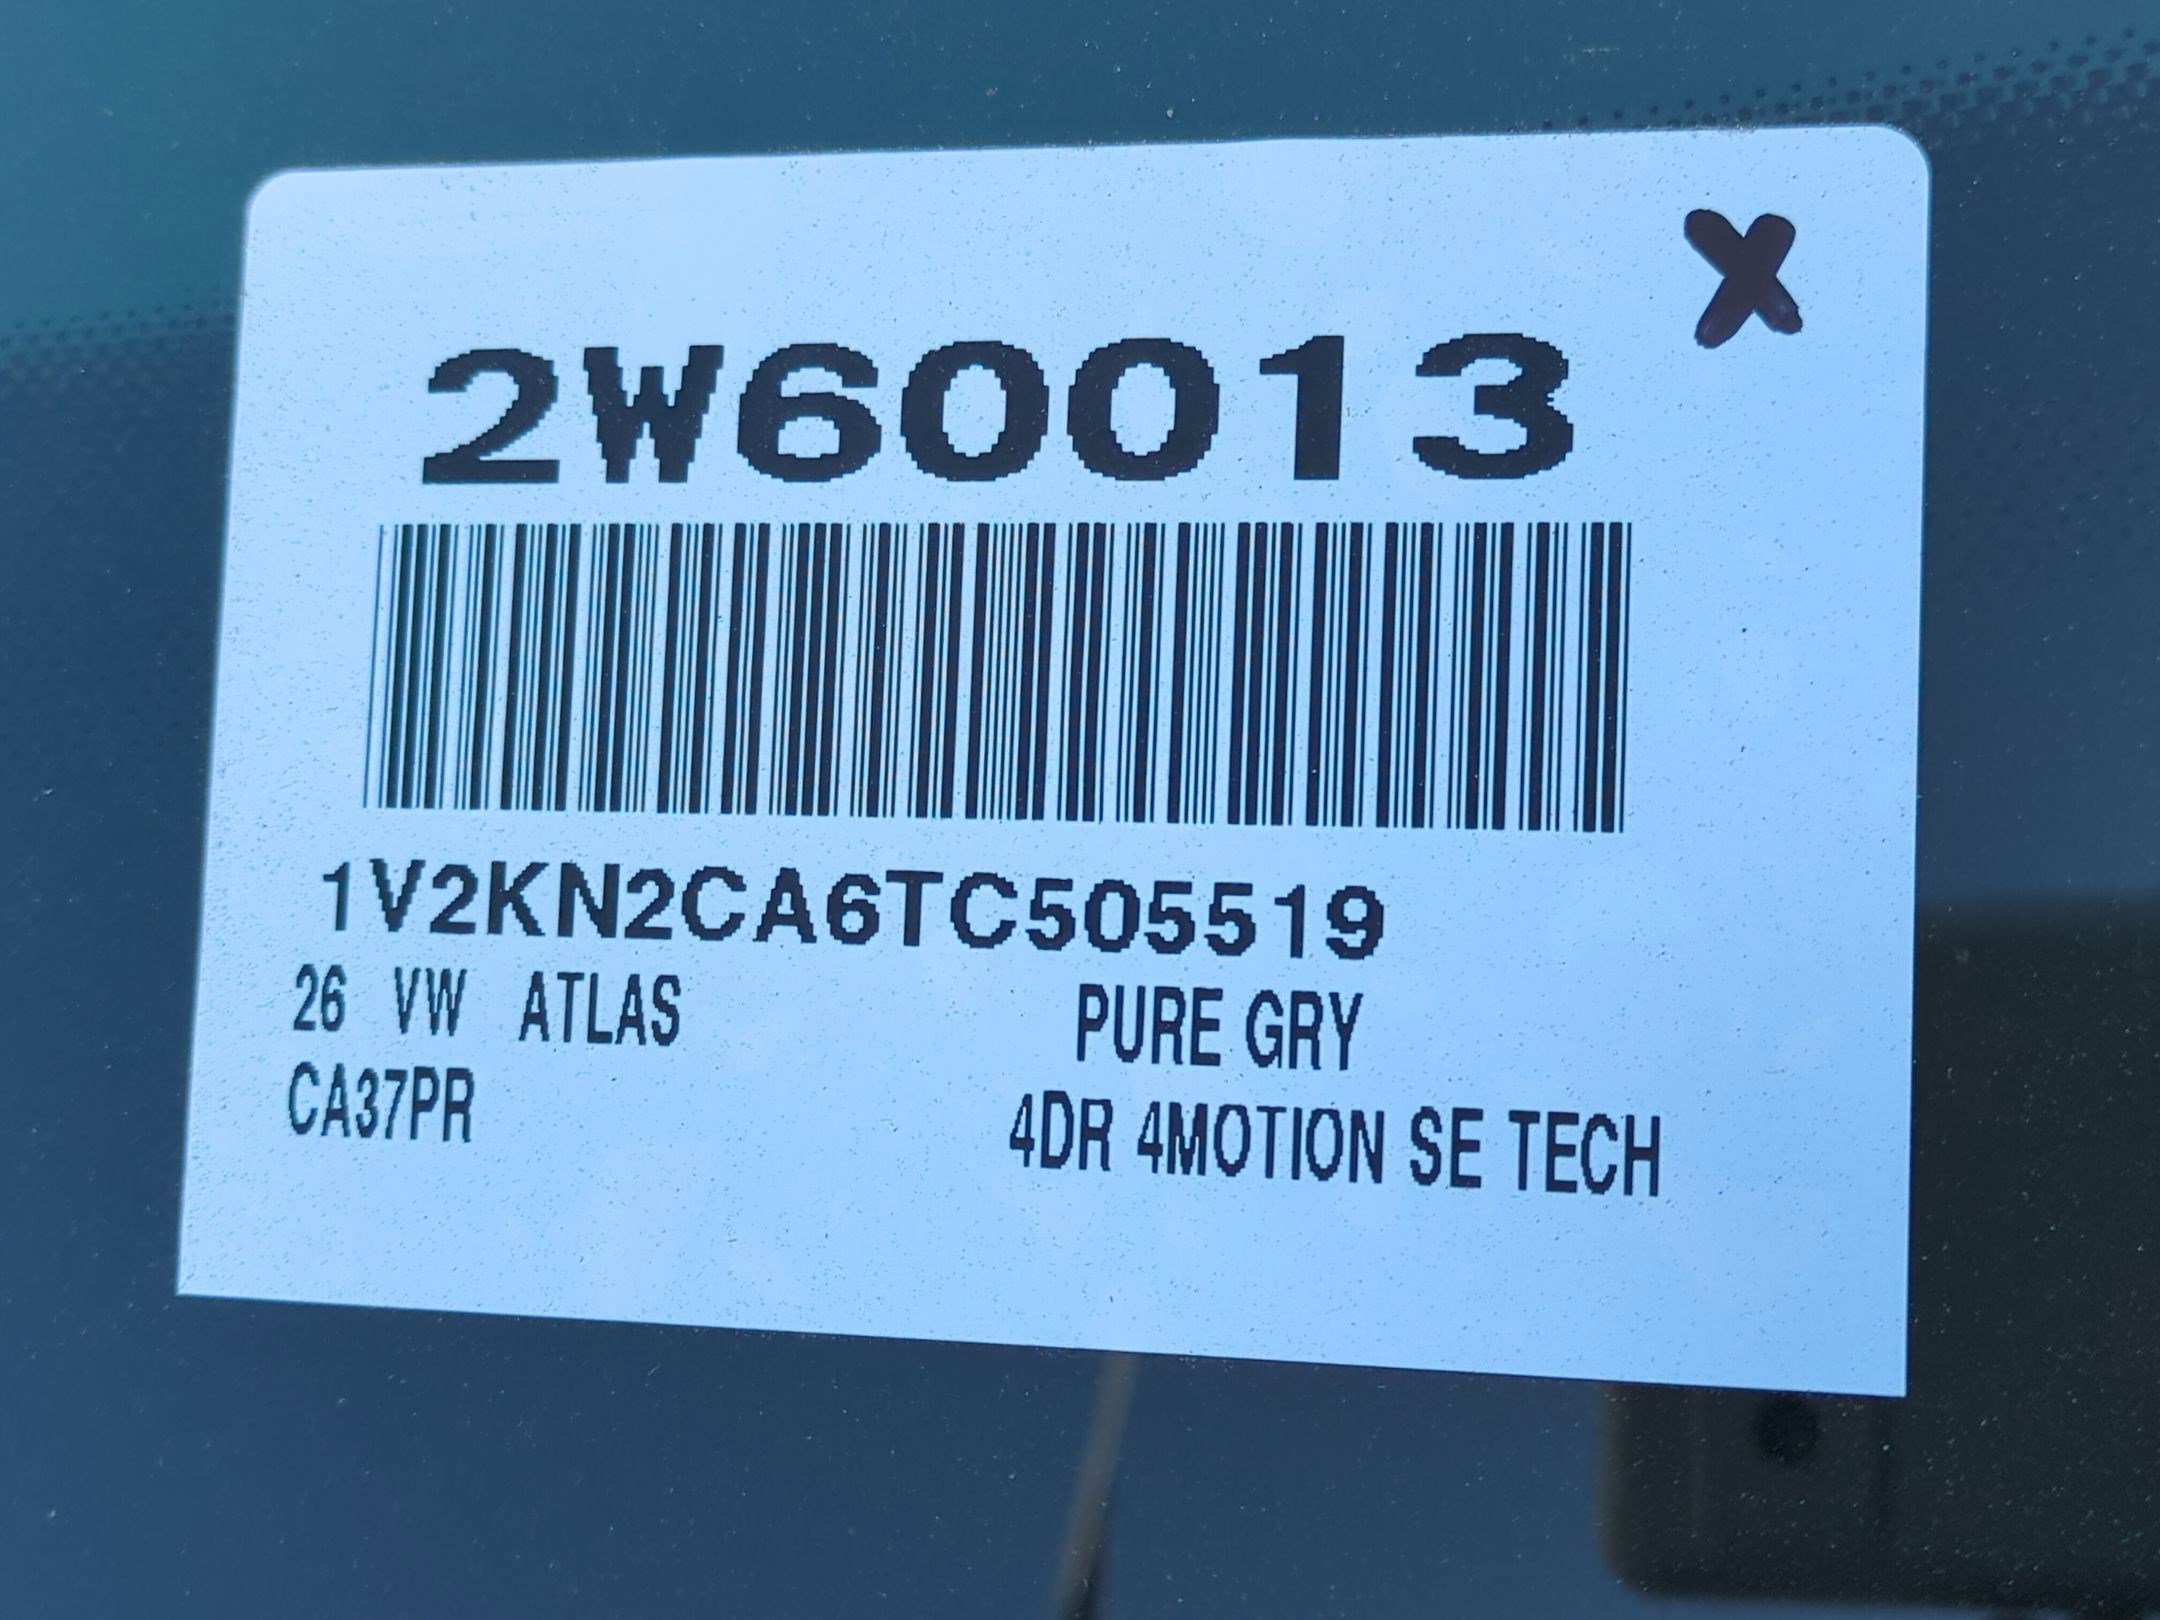 X
2W60013
1V2KN2CA6TC505519
26 VW ATLAS PURE GRY
CA37PR 4DR 4MOTION SE TECH